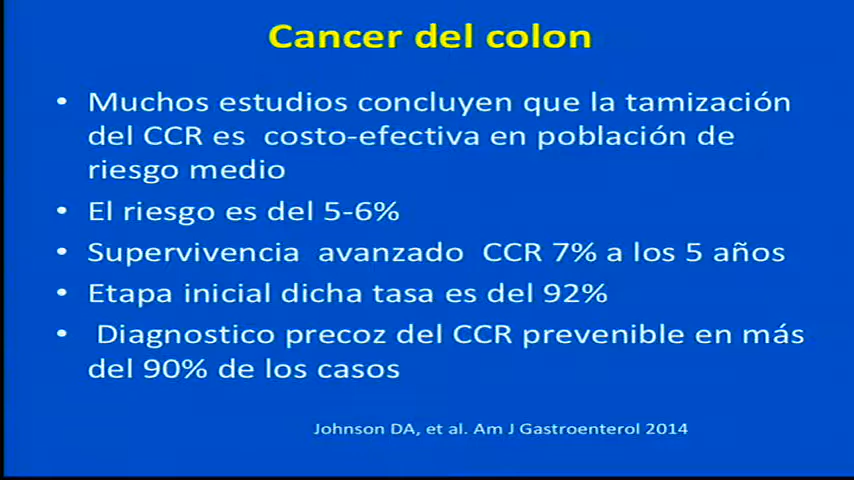 Cancer del colon
• Muchos estudios concluyen que la tamización
del CCR es costo-efectiva en población de
riesgo medio
• El riesgo es del 5-6%
• Supervivencia avanzado CCR 7% a los 5 años
• Etapa inicial dicha tasa es del 92%
• Diagnostico precoz del CCR prevenible en más
del 90% de los casos
Johnson DA, et al. Am J Gastroenterol 2014